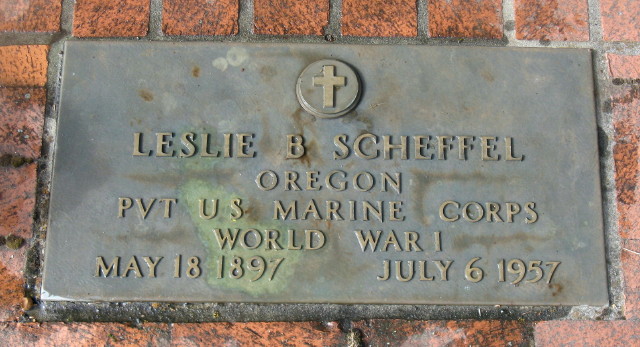 LESLIE B SCHEFFEL
OREGON
PVT US MARINE CORPS
WORLD WAR I
MAY 18 1897 JULY 6 1957